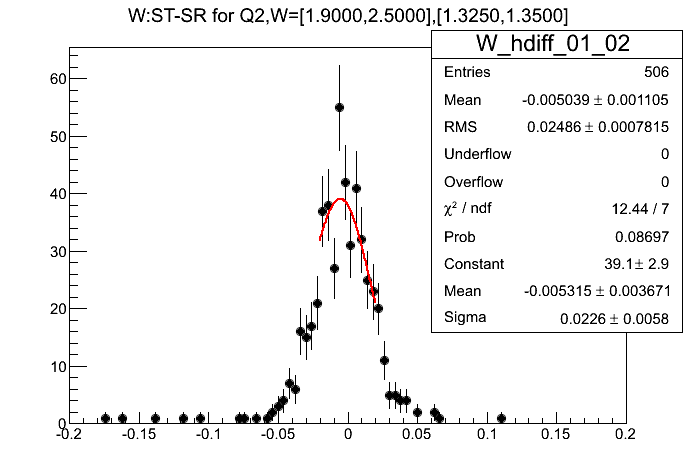 W:ST-SR for Q2,W=[1.9000,2.5000],[1.3250,1.3500]
W_hdiff_01_02
Entries 506
Mean -0.005039 ± 0.001105
RMS 0.02486 ± 0.0007815
Underflow 0
Overflow 0
χ² / ndf 12.44 / 7
Prob 0.08697
Constant 39.1 ± 2.9
Mean -0.005315 ± 0.003671
Sigma 0.0226 ± 0.0058
60
50
40
30
20
10
0
-0.2 -0.15 -0.1 -0.05 0 0.05 0.1 0.15 0.2